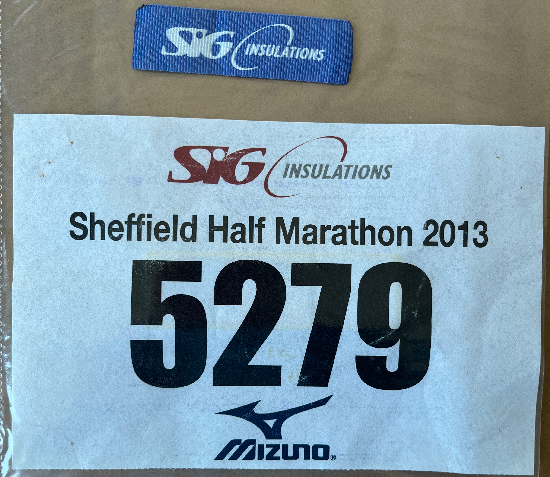 SIG INSULATIONS
SIG INSULATIONS
Sheffield Half Marathon 2013
5279
MIZUNO